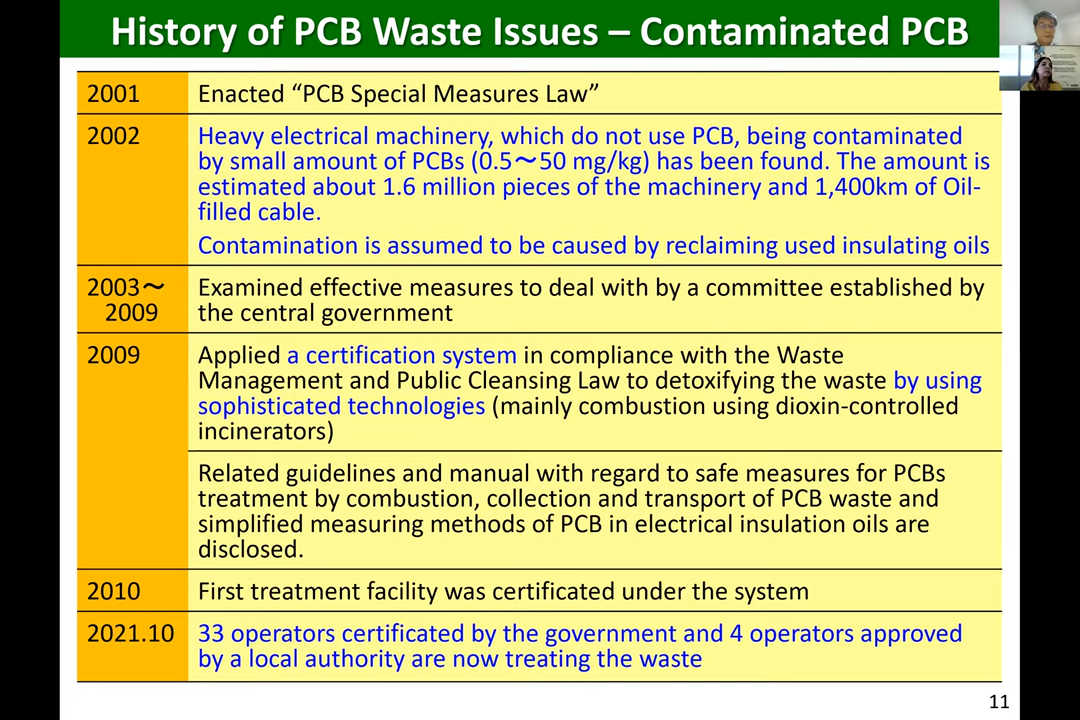 History of PCB Waste Issues – Contaminated PCB
2001
Enacted “PCB Special Measures Law”
2002
Heavy electrical machinery, which do not use PCB, being contaminated
by small amount of PCBs (0.5～50 mg/kg) has been found. The amount is
estimated about 1.6 million pieces of the machinery and 1,400km of Oil-
filled cable.
Contamination is assumed to be caused by reclaiming used insulating oils
2003～
2009
Examined effective measures to deal with by a committee established by
the central government
2009
Applied a certification system in compliance with the Waste
Management and Public Cleansing Law to detoxifying the waste by using
sophisticated technologies (mainly combustion using dioxin-controlled
incinerators)
Related guidelines and manual with regard to safe measures for PCBs
treatment by combustion, collection and transport of PCB waste and
simplified measuring methods of PCB in electrical insulation oils are
disclosed.
2010
First treatment facility was certificated under the system
2021.10
33 operators certificated by the government and 4 operators approved
by a local authority are now treating the waste
11